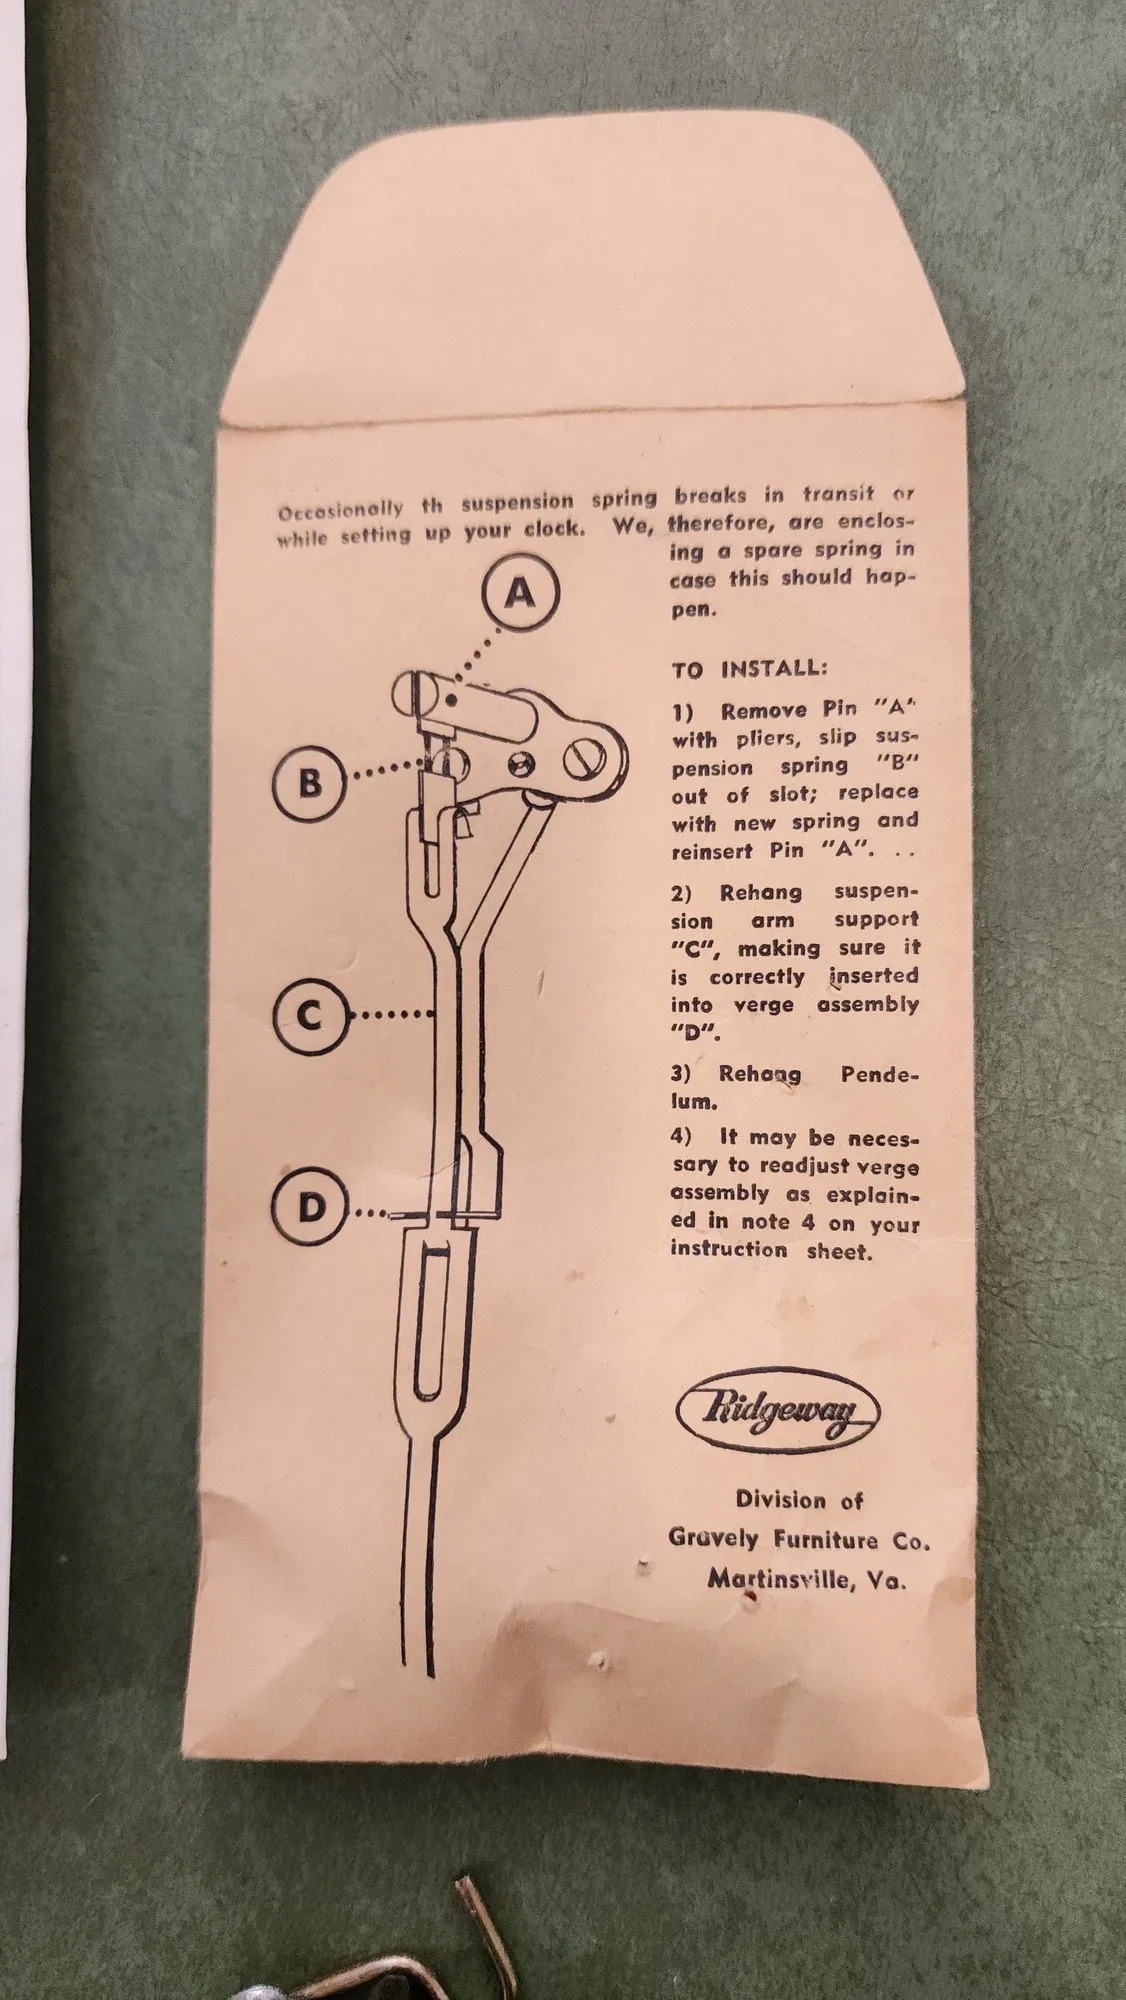 Occasionally th suspension spring breaks in transit or
while setting up your clock. We, therefore, are enclos-
ing a spare spring in
case this should hap-
pen.
A
B
C
D
TO INSTALL:
1) Remove Pin "A"
with pliers, slip sus-
pension spring "B"
out of slot; replace
with new spring and
reinsert Pin "A". . .
2) Rehang suspen-
sion arm support
"C", making sure it
is correctly inserted
into verge assembly
"D".
3) Rehang Pende-
lum.
4) It may be neces-
sary to readjust verge
assembly as explain-
ed in note 4 on your
instruction sheet.
Ridgeway
Division of
Gravely Furniture Co.
Martinsville, Va.